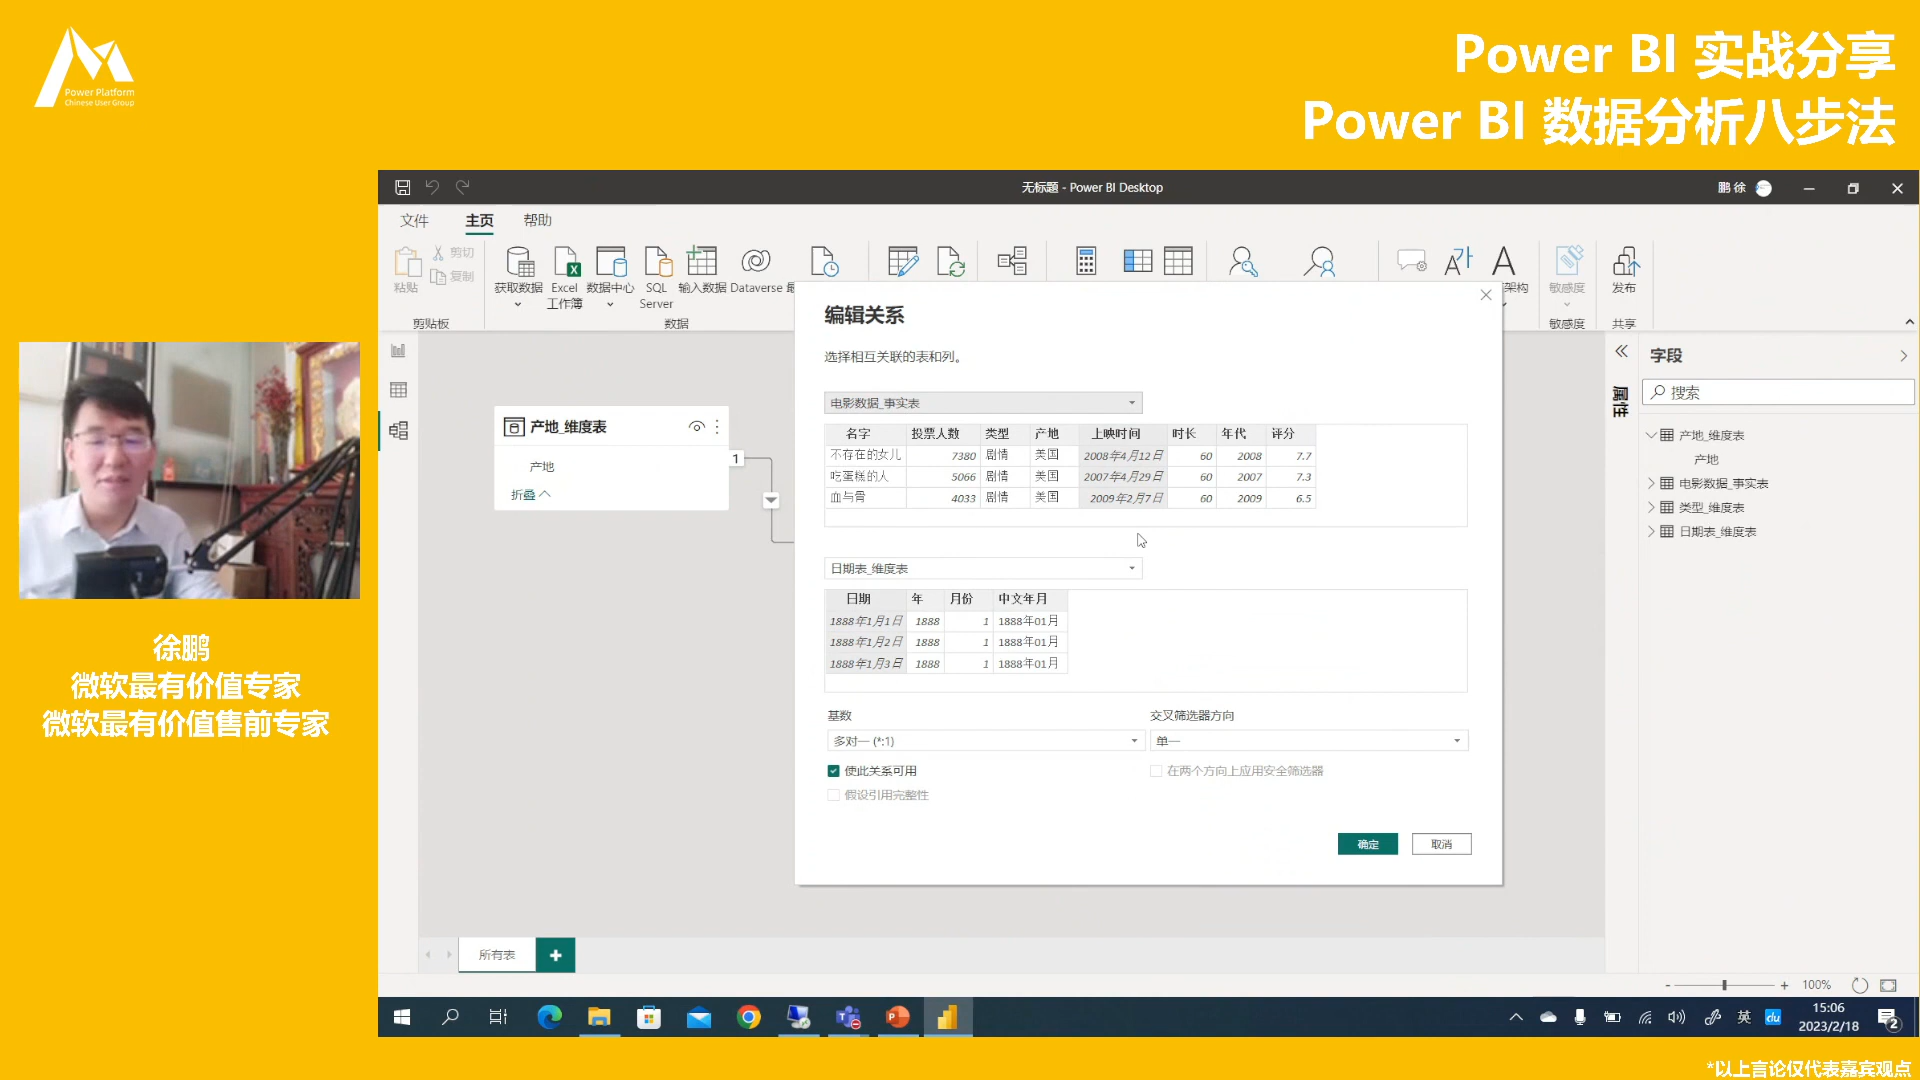 Power Platform
Chinese User Group
Power BI 实战分享
Power BI 数据分析八步法
无标题 - Power BI Desktop
鹏 徐
文件 主页 帮助
粘贴 剪切 复制
获取数据 Excel 工作簿 数据中心 SQL Server 输入数据 Dataverse
架构 敏感度 发布
剪贴板 数据 敏感度 共享
产地_维度表
产地
折叠
1
编辑关系
选择相互关联的表和列。
电影数据_事实表
名字 投票人数 类型 产地 上映时间 时长 年代 评分
不存在的女儿 7380 剧情 美国 2008年4月12日 60 2008 7.7
吃蛋糕的人 5066 剧情 美国 2007年4月29日 60 2007 7.3
血与骨 4033 剧情 美国 2009年2月7日 60 2009 6.5
日期表_维度表
日期 年 月份 中文年月
1888年1月1日 1888 1 1888年01月
1888年1月2日 1888 1 1888年01月
1888年1月3日 1888 1 1888年01月
基数 交叉筛选器方向
多对一 (*:1) 单一
使此关系可用 在两个方向上应用安全筛选器
假设引用完整性
确定 取消
属性
字段
搜索
产地_维度表
产地
电影数据_事实表
类型_维度表
日期表_维度表
所有表
- + 100%
英 du 15:06
2023/2/18
2
徐鹏
微软最有价值专家
微软最有价值售前专家
*以上言论仅代表嘉宾观点